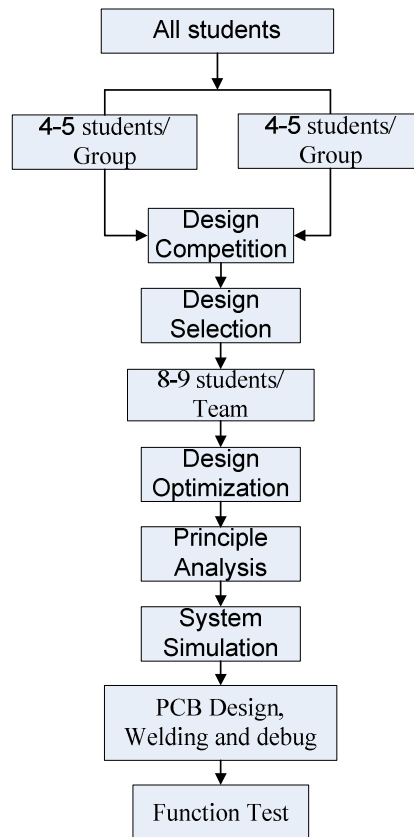 All students
4-5 students/
Group
4-5 students/
Group
Design
Competition
Design
Selection
8-9 students/
Team
Design
Optimization
Principle
Analysis
System
Simulation
PCB Design,
Welding and debug
Function Test